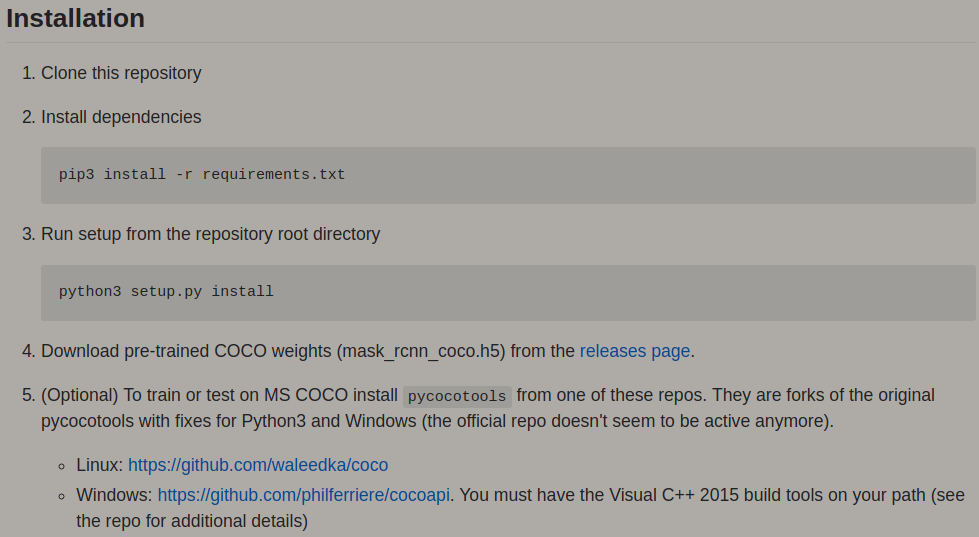 Installation
1. Clone this repository
2. Install dependencies
pip3 install -r requirements.txt
3. Run setup from the repository root directory
python3 setup.py install
4. Download pre-trained COCO weights (mask_rcnn_coco.h5) from the releases page.
5. (Optional) To train or test on MS COCO install pycocotools from one of these repos. They are forks of the original
pycocotools with fixes for Python3 and Windows (the official repo doesn't seem to be active anymore).
◦ Linux: https://github.com/waleedka/coco
◦ Windows: https://github.com/philferriere/cocoapi. You must have the Visual C++ 2015 build tools on your path (see
the repo for additional details)